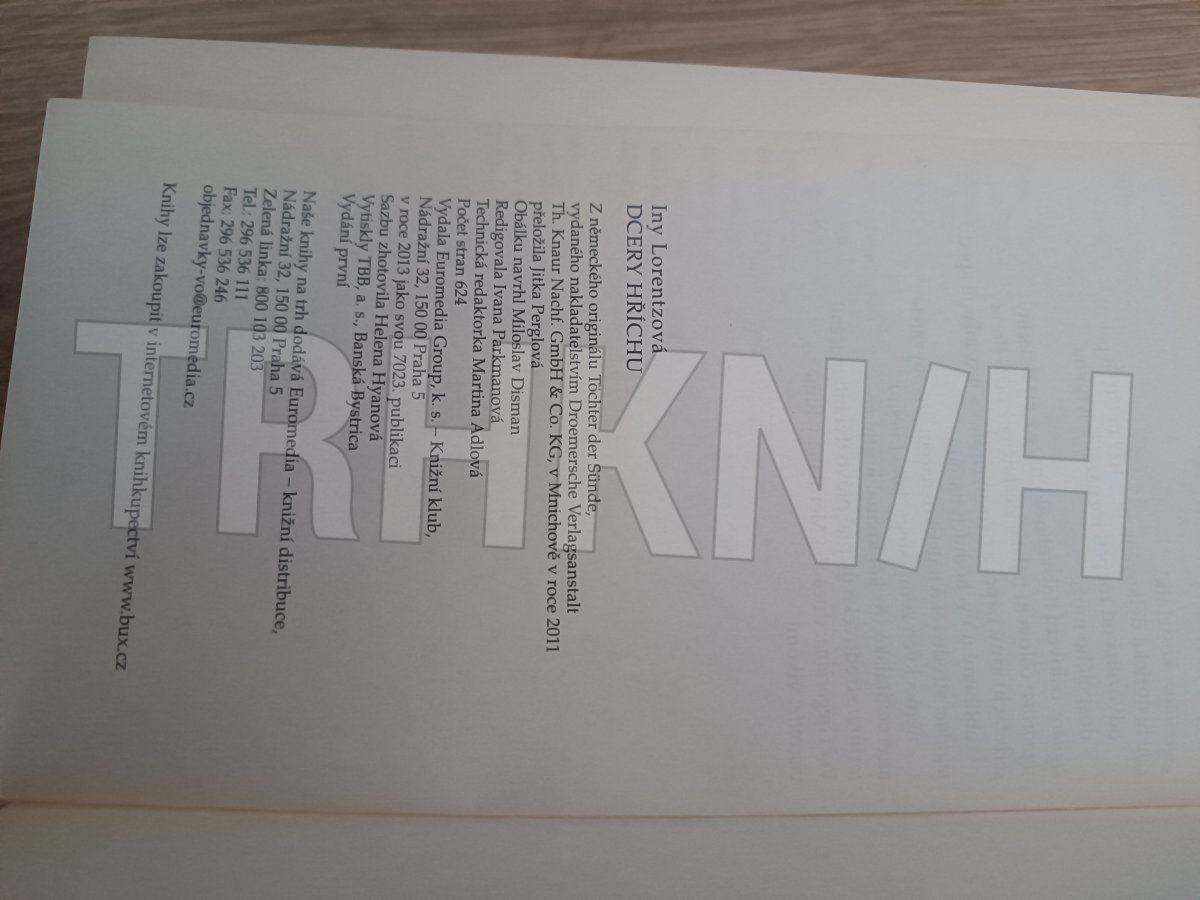 Iny Lorentzová
DCERY HŘÍCHU
Z německého originálu Töchter der Sünde,
vydaného nakladatelstvím Droemersche Verlagsanstalt
Th. Knaur Nachf. GmbH & Co. KG, v Mnichově v roce 2011
přeložila Jitka Perglová
Obálku navrhl Miloslav Disman
Redigovala Ivana Parkmanová
Technická redaktorka Martina Adlová
Počet stran 624
Vydala Euromedia Group, k. s. – Knižní klub,
Nádražní 32, 150 00 Praha 5
v roce 2013 jako svou 7023. publikaci
Sazbu zhotovila Helena Hyanová
Vytiskly TBB, a. s., Banská Bystrica
Vydání první
Naše knihy na trh dodává Euromedia – knižní distribuce,
Nádražní 32, 150 00 Praha 5
Zelená linka: 800 103 203
Tel.: 296 536 111
Fax: 296 536 246
objednavky-vo@euromedia.cz
Knihy lze zakoupit v internetovém knihkupectví www.bux.cz
TRHKNIH